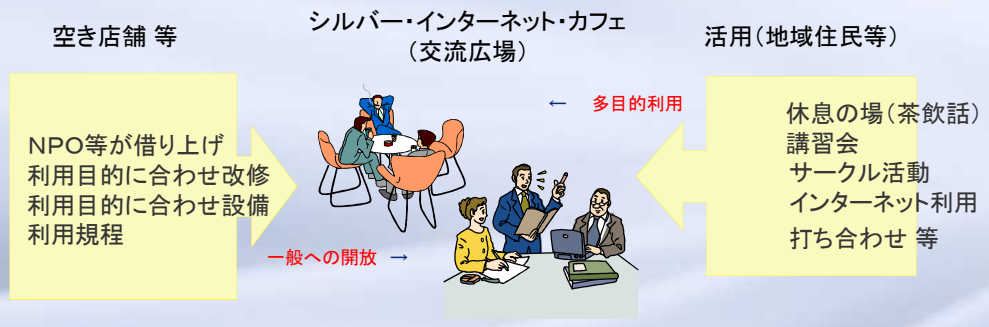 空き店舗 等
シルバー・インターネット・カフェ
（交流広場）
活用（地域住民等）
NPO等が借り上げ
利用目的に合わせ改修
利用目的に合わせ設備
利用規程
← 多目的利用
一般への開放 →
休息の場（茶飲話）
講習会
サークル活動
インターネット利用
打ち合わせ 等